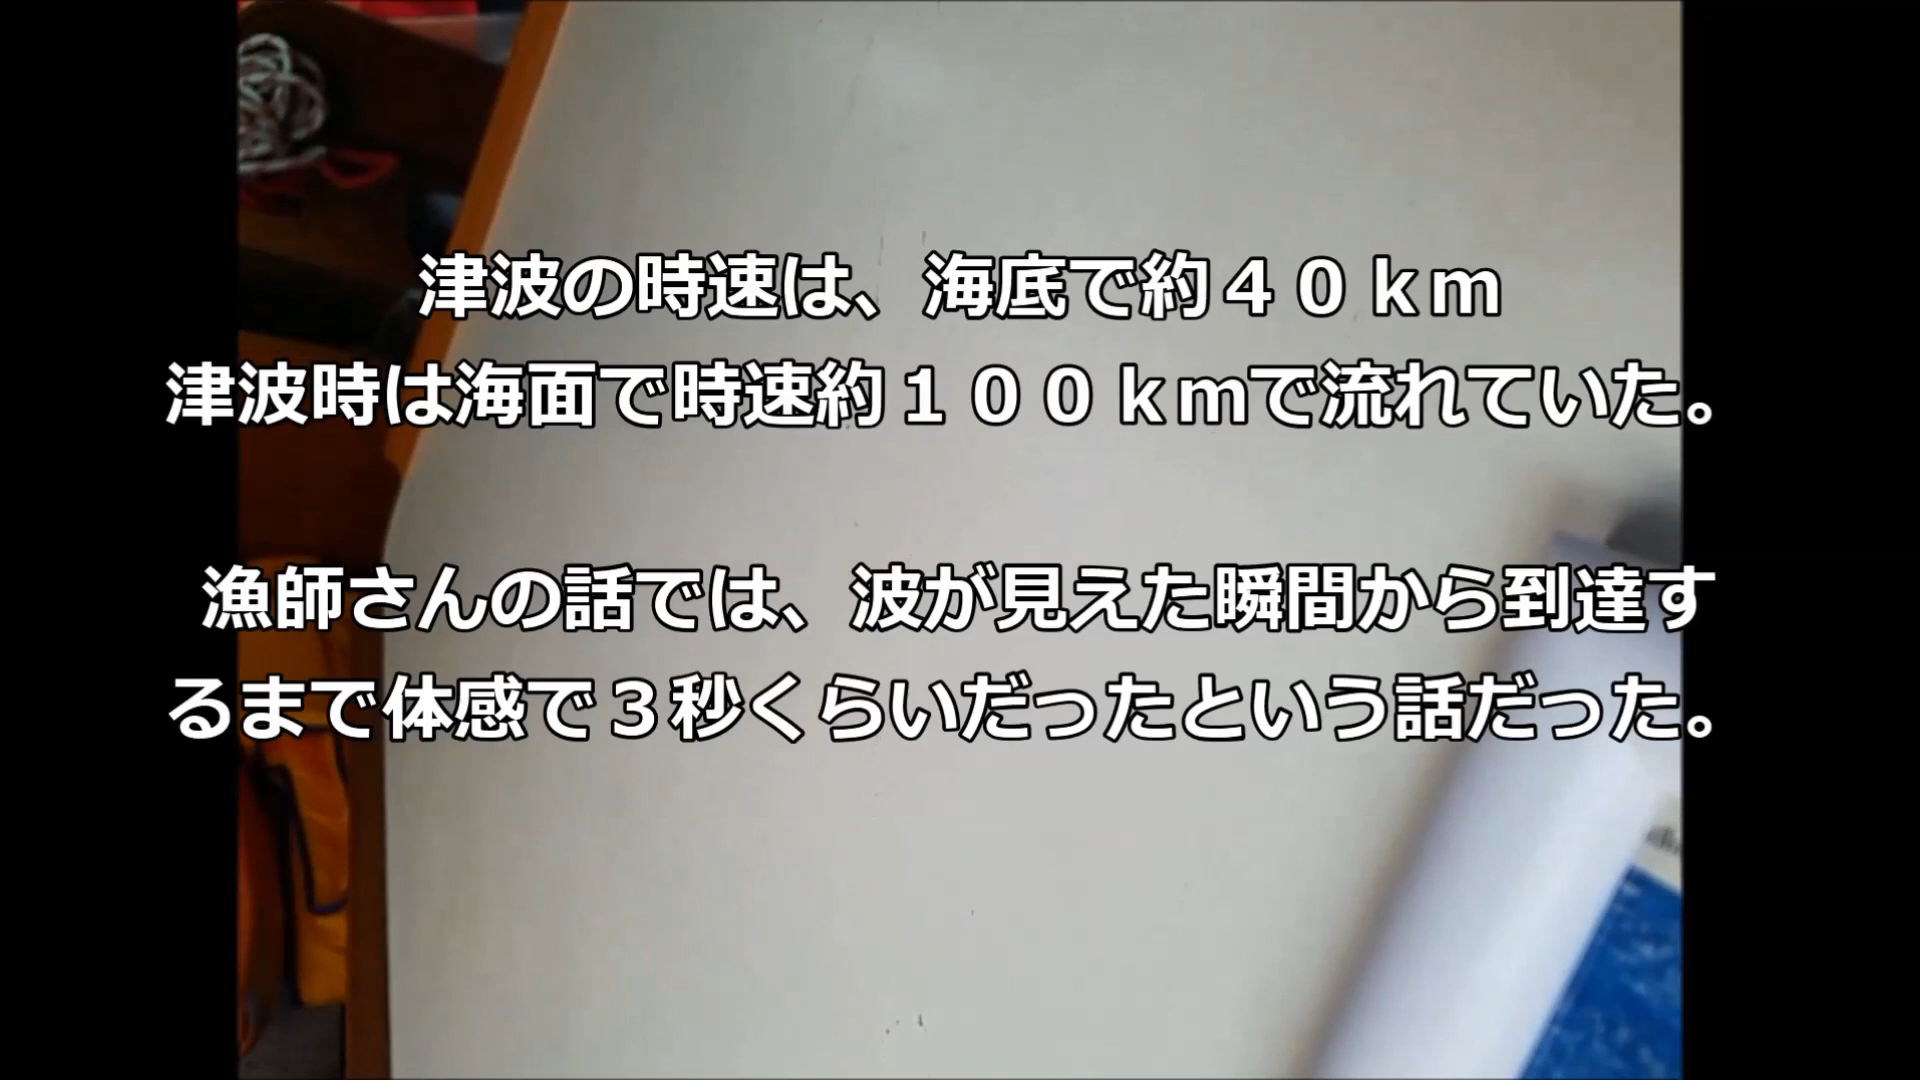 津波の時速は、海底で約４０ｋｍ
津波時は海面で時速約１００ｋｍで流れていた。
漁師さんの話では、波が見えた瞬間から到達す
るまで体感で３秒くらいだったという話だった。